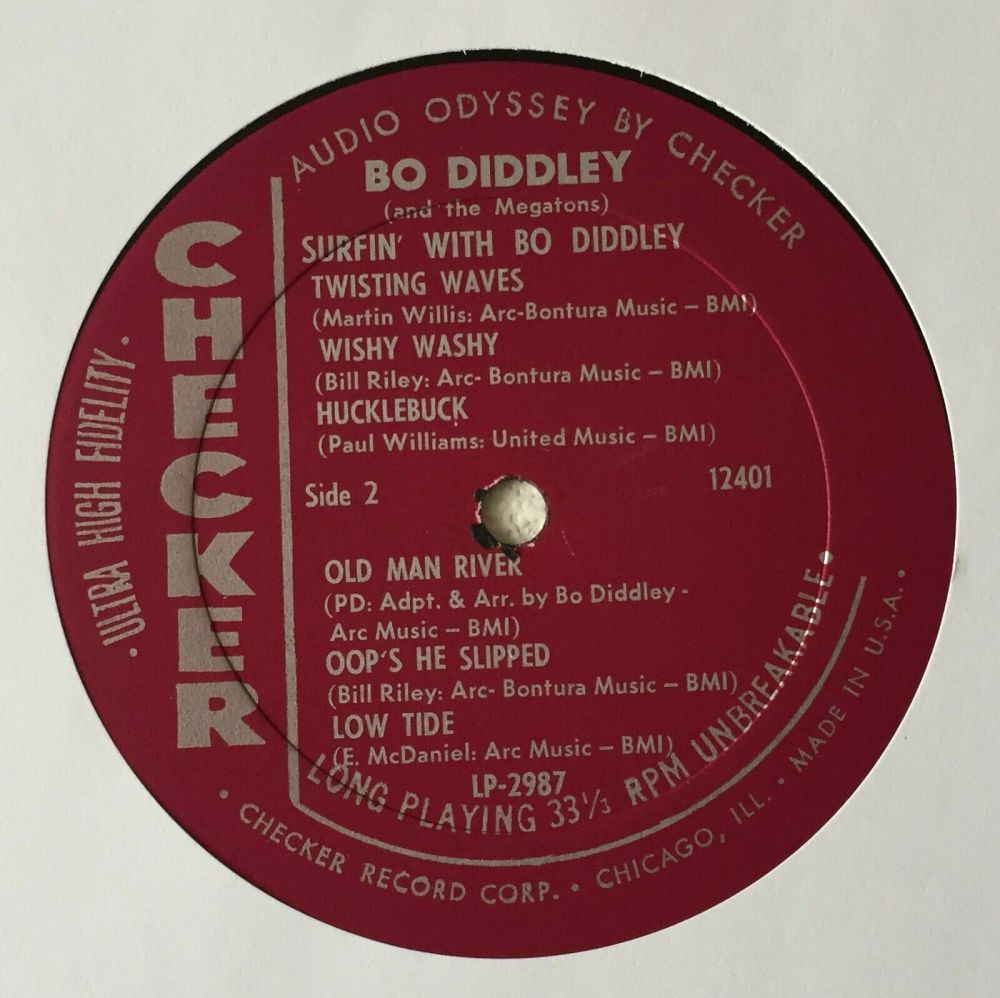 AUDIO ODYSSEY BY CHECKER
BO DIDDLEY
(and the Megatons)
SURFIN' WITH BO DIDDLEY
TWISTING WAVES
(Martin Willis: Arc-Bontura Music – BMI)
WISHY WASHY
(Bill Riley: Arc- Bontura Music – BMI)
HUCKLEBUCK
(Paul Williams: United Music – BMI)
Side 2
12401
OLD MAN RIVER
(PD: Adpt. & Arr. by Bo Diddley -
Arc Music – BMI)
OOP'S HE SLIPPED
(Bill Riley: Arc- Bontura Music – BMI)
LOW TIDE
(E. McDaniel: Arc Music – BMI)
LP-2987
LONG PLAYING 33⅓ RPM UNBREAKABLE.
CHECKER
• ULTRA HIGH FIDELITY •
• CHECKER RECORD CORP. • CHICAGO, ILL. • MADE IN U.S.A. •